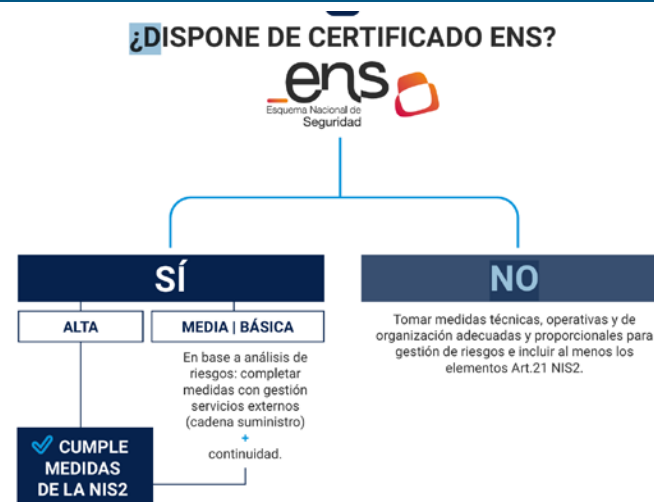 ¿DISPONE DE CERTIFICADO ENS?
ens
Esquema Nacional de
Seguridad
SÍ
NO
ALTA
MEDIA | BÁSICA
En base a análisis de
riesgos: completar
medidas con gestión
servicios externos
(cadena suministro)
+
continuidad.
Tomar medidas técnicas, operativas y de
organización adecuadas y proporcionales para
gestión de riesgos e incluir al menos los
elementos Art.21 NIS2.
CUMPLE
MEDIDAS
DE LA NIS2